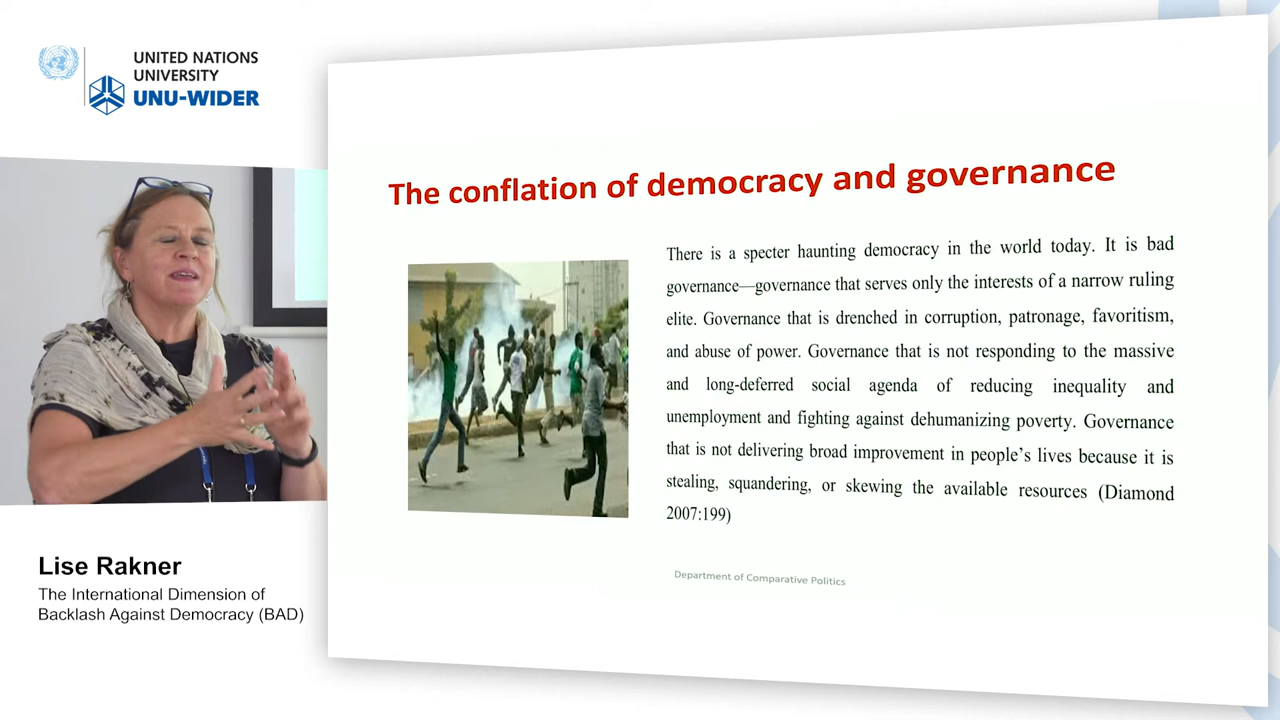 UNITED NATIONS
UNIVERSITY
UNU-WIDER
The conflation of democracy and governance
There is a specter haunting democracy in the world today. It is bad
governance—governance that serves only the interests of a narrow ruling
elite. Governance that is drenched in corruption, patronage, favoritism,
and abuse of power. Governance that is not responding to the massive
and long-deferred social agenda of reducing inequality and
unemployment and fighting against dehumanizing poverty. Governance
that is not delivering broad improvement in people's lives because it is
stealing, squandering, or skewing the available resources (Diamond
2007:199)
Department of Comparative Politics
Lise Rakner
The International Dimension of
Backlash Against Democracy (BAD)